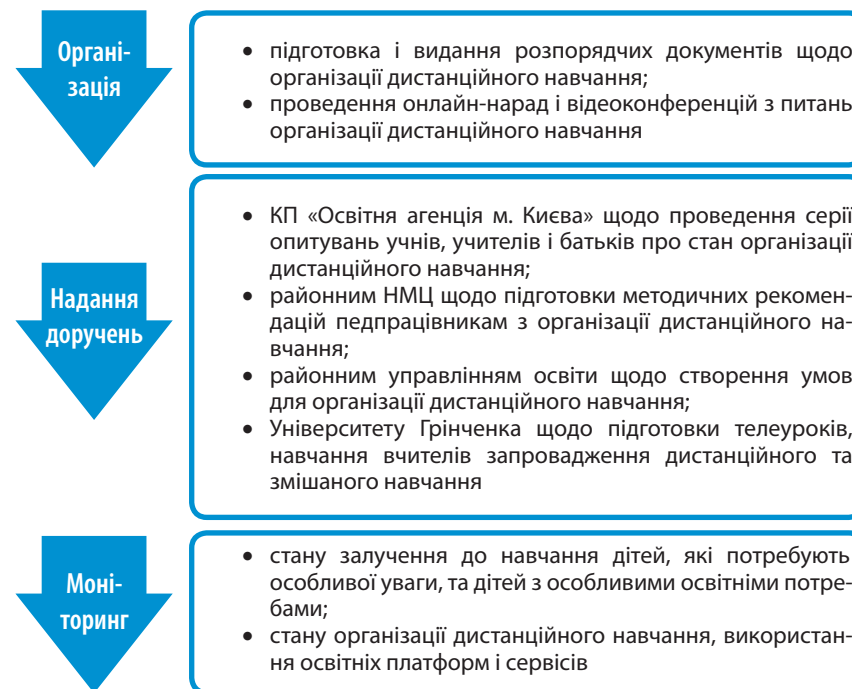 Органі-
зація
• підготовка і видання розпорядчих документів щодо
організації дистанційного навчання;
• проведення онлайн-нарад і відеоконференцій з питань
організації дистанційного навчання
Надання
доручень
• КП «Освітня агенція м. Києва» щодо проведення серії
опитувань учнів, учителів і батьків про стан організації
дистанційного навчання;
• районним НМЦ щодо підготовки методичних рекомен-
дацій педпрацівникам з організації дистанційного на-
вчання;
• районним управлінням освіти щодо створення умов
для організації дистанційного навчання;
• Університету Грінченка щодо підготовки телеуроків,
навчання вчителів запровадження дистанційного та
змішаного навчання
Моні-
торинг
• стану залучення до навчання дітей, які потребують
особливої уваги, та дітей з особливими освітніми потре-
бами;
• стану організації дистанційного навчання, використан-
ня освітніх платформ і сервісів